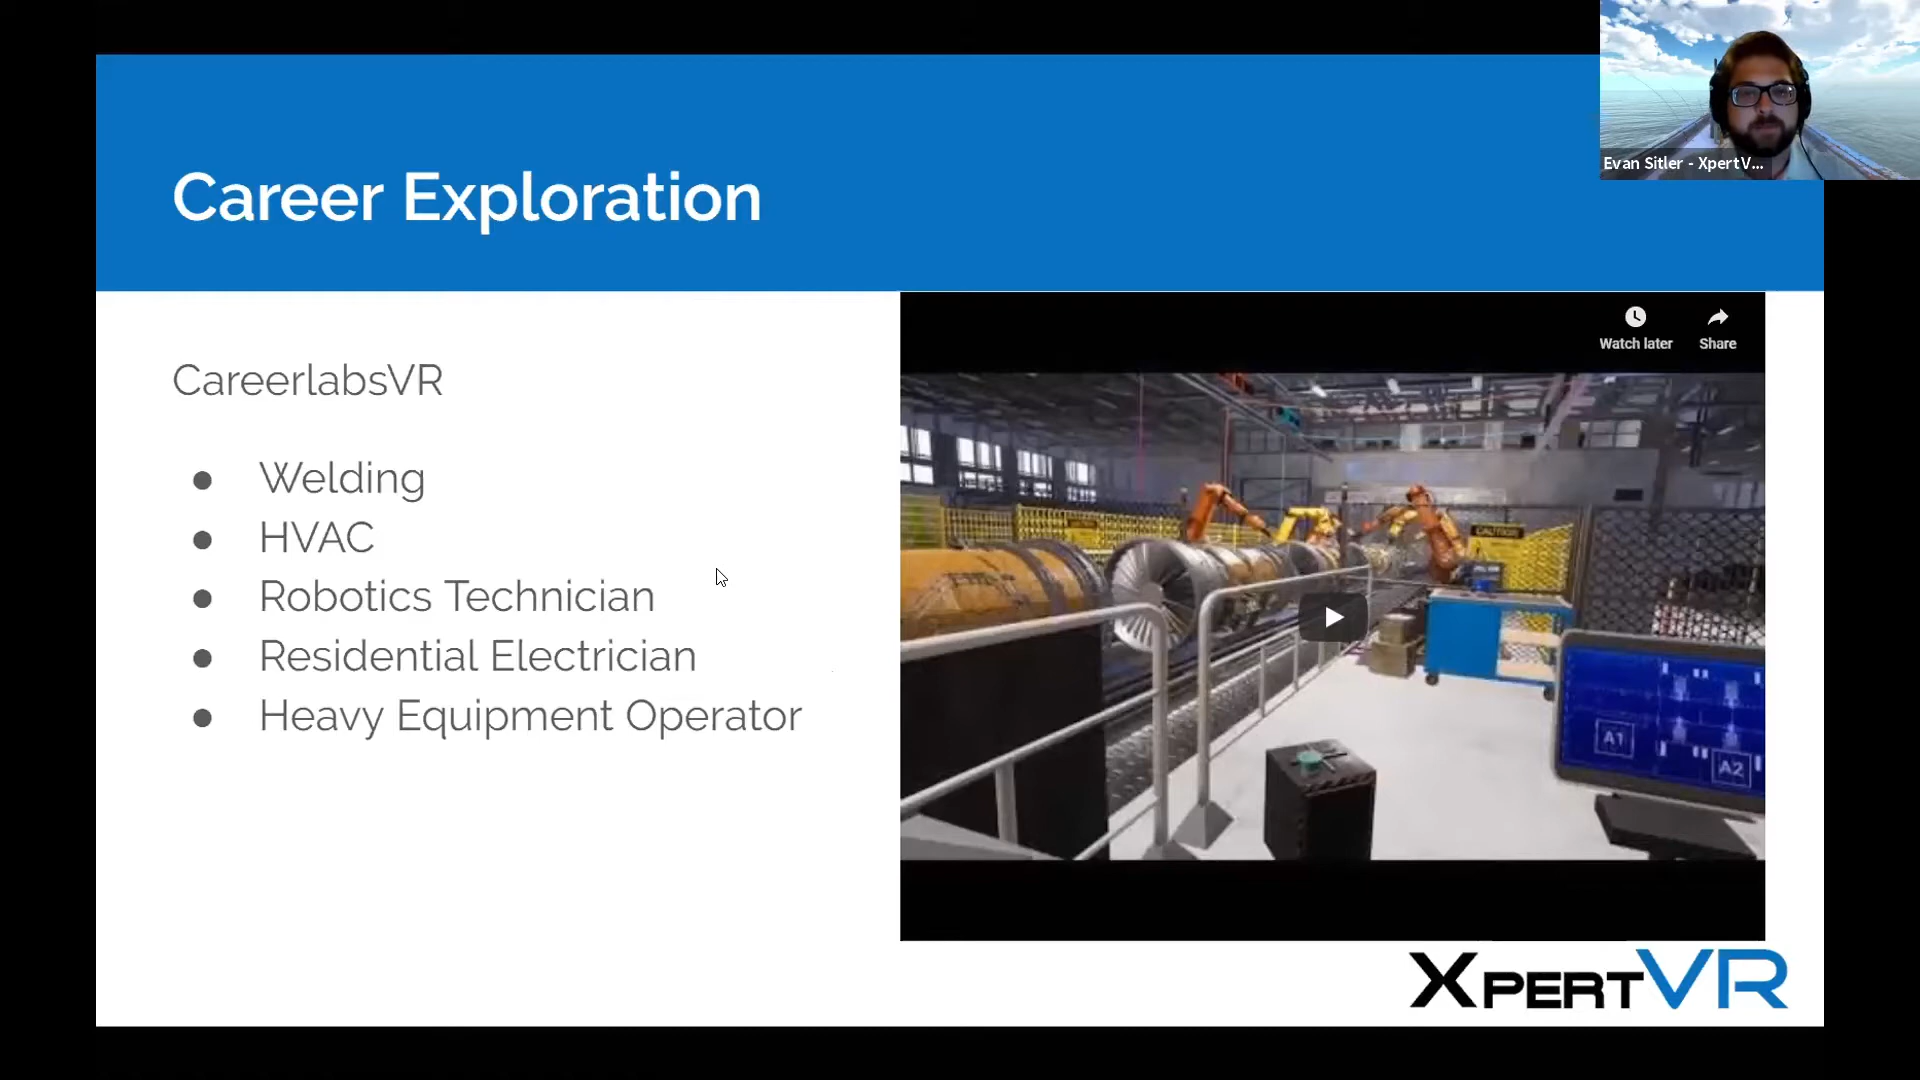 Evan Sitler - XpertV...
Career Exploration
CareerlabsVR
● Welding
● HVAC
● Robotics Technician
● Residential Electrician
● Heavy Equipment Operator
Watch later
Share
CAUTION
A1
A2
XPERTVR